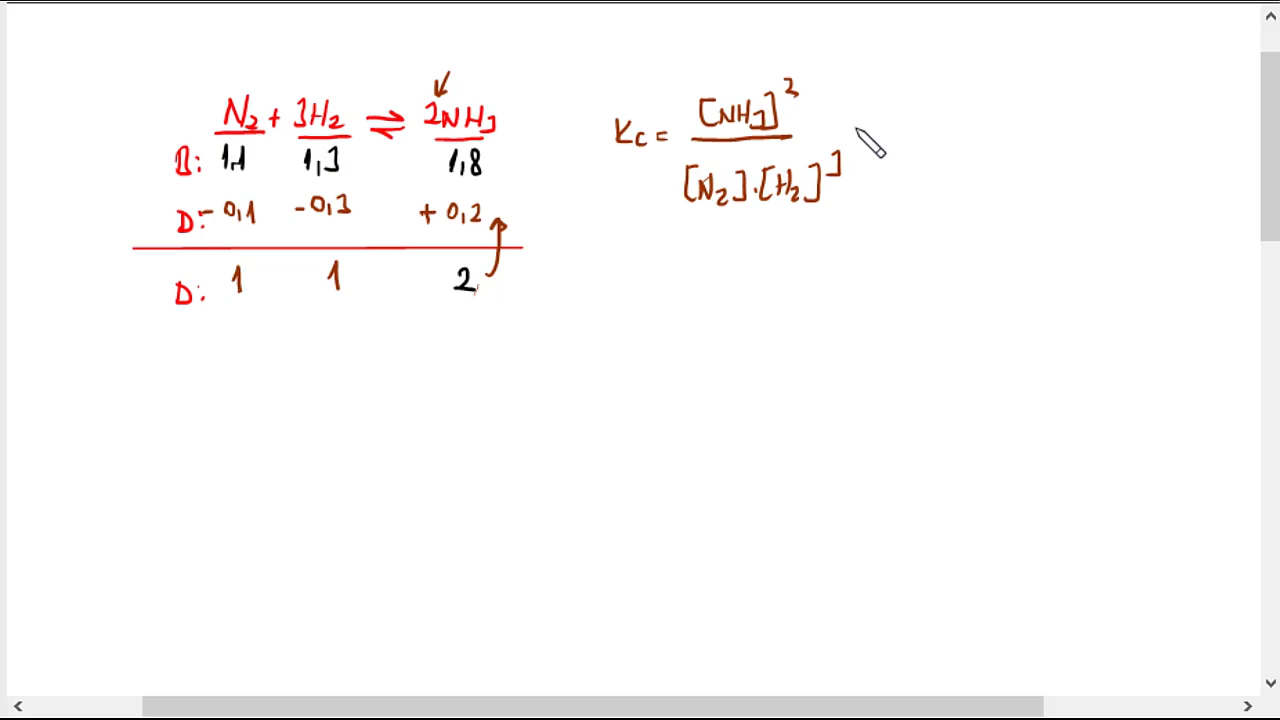 N₂ + 3H₂ ⇌ 2NH₃
B: 1,1 1,3 1,8
D: - 0,1 - 0,3 + 0,2
D: 1 1 2
Kc = [NH₃]²
[N₂].[H₂]³